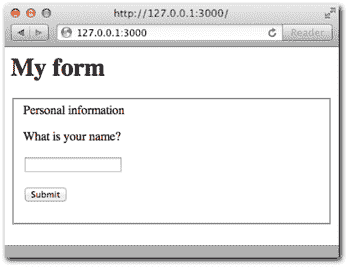 http://127.0.0.1:3000/
127.0.0.1:3000
Reader
My form
Personal information
What is your name?
Submit